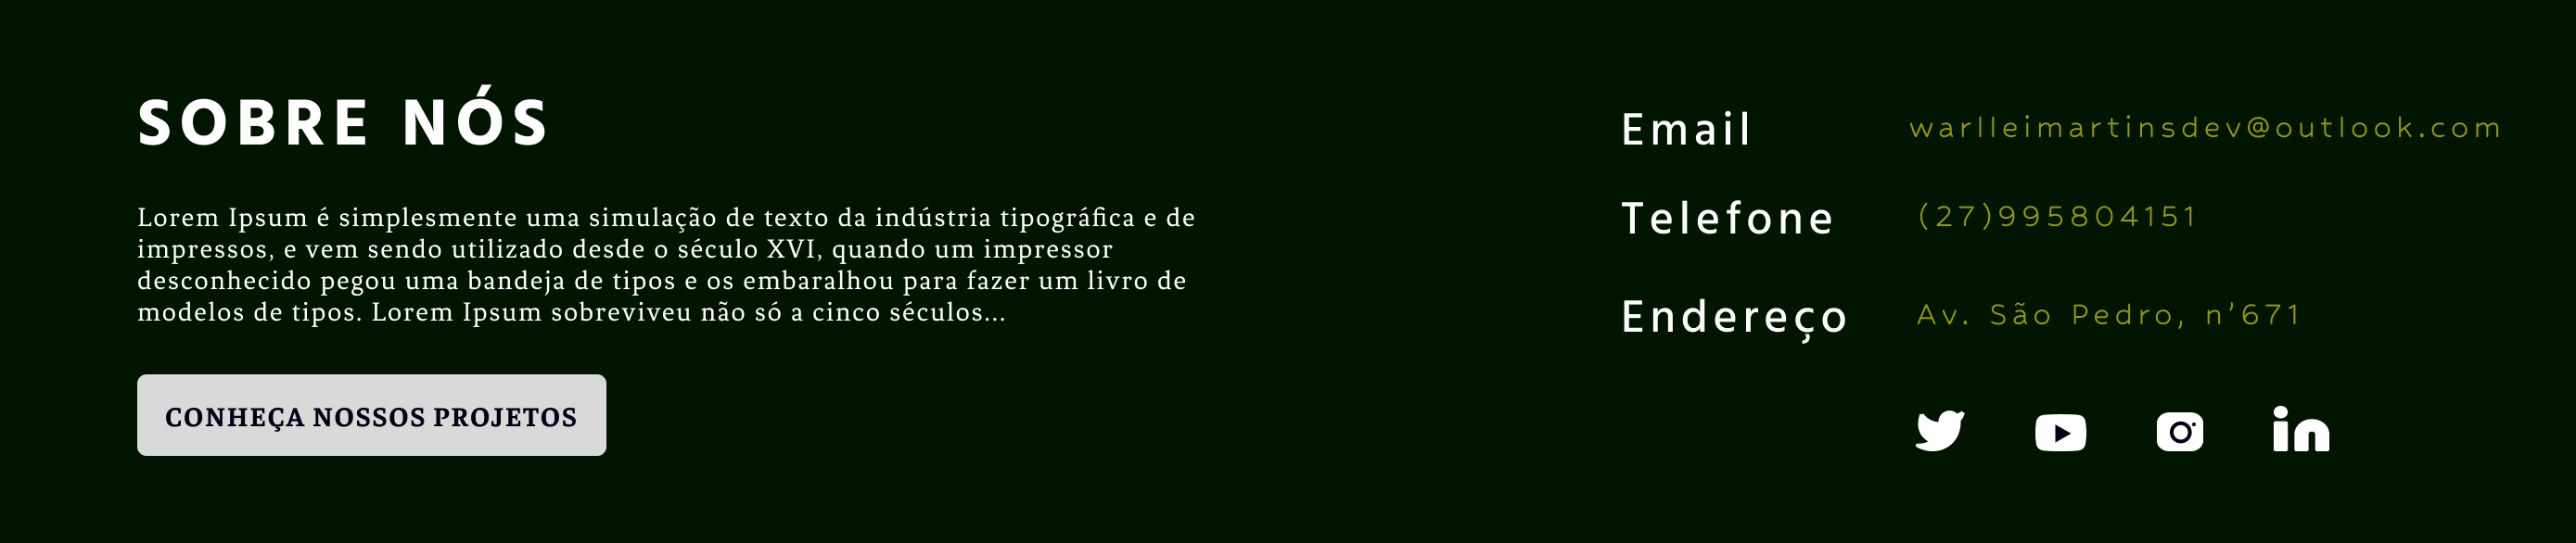 SOBRE NÓS
Lorem Ipsum é simplesmente uma simulação de texto da indústria tipográfica e de
impressos, e vem sendo utilizado desde o século XVI, quando um impressor
desconhecido pegou uma bandeja de tipos e os embaralhou para fazer um livro de
modelos de tipos. Lorem Ipsum sobreviveu não só a cinco séculos...
CONHEÇA NOSSOS PROJETOS
Email warlleimartinsdev@outlook.com
Telefone (27)995804151
Endereço Av. São Pedro, n’671
in